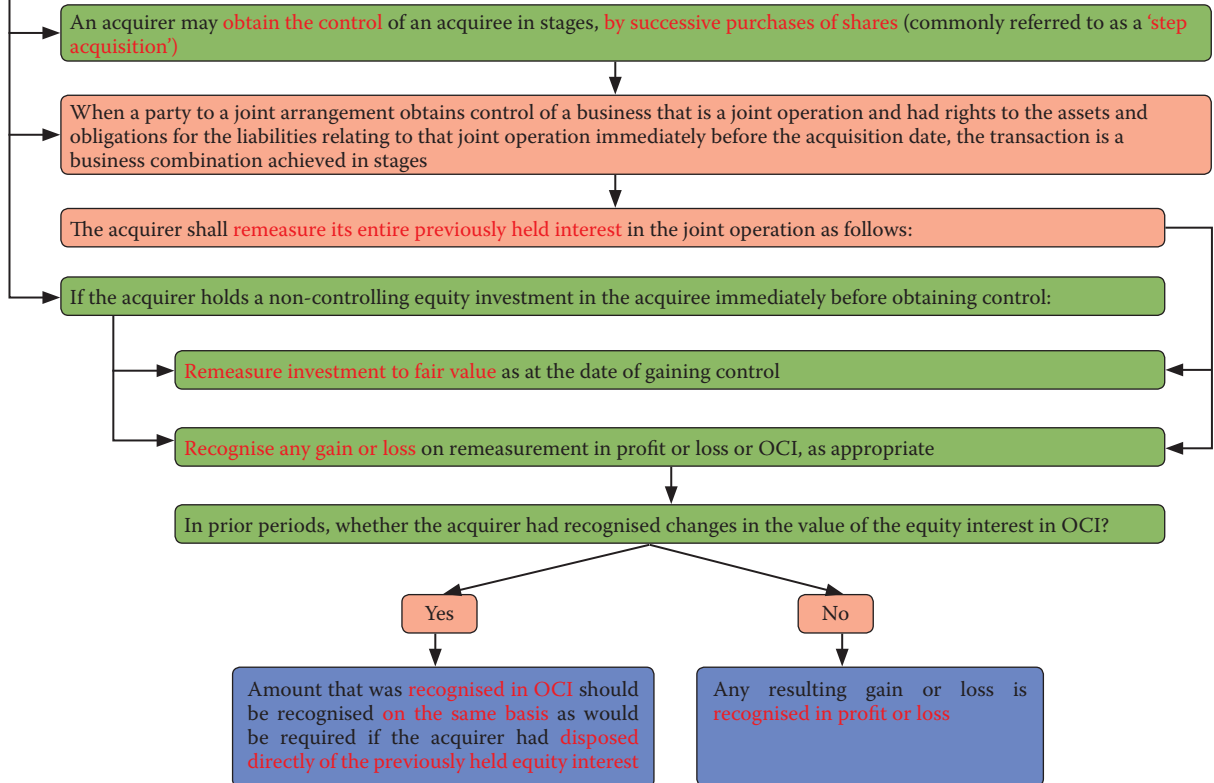 An acquirer may obtain the control of an acquiree in stages, by successive purchases of shares (commonly referred to as a ‘step
acquisition’)
When a party to a joint arrangement obtains control of a business that is a joint operation and had rights to the assets and
obligations for the liabilities relating to that joint operation immediately before the acquisition date, the transaction is a
business combination achieved in stages
The acquirer shall remeasure its entire previously held interest in the joint operation as follows:
If the acquirer holds a non-controlling equity investment in the acquiree immediately before obtaining control:
Remeasure investment to fair value as at the date of gaining control
Recognise any gain or loss on remeasurement in profit or loss or OCI, as appropriate
In prior periods, whether the acquirer had recognised changes in the value of the equity interest in OCI?
Yes
No
Amount that was recognised in OCI should
be recognised on the same basis as would
be required if the acquirer had disposed
directly of the previously held equity interest
Any resulting gain or loss is
recognised in profit or loss